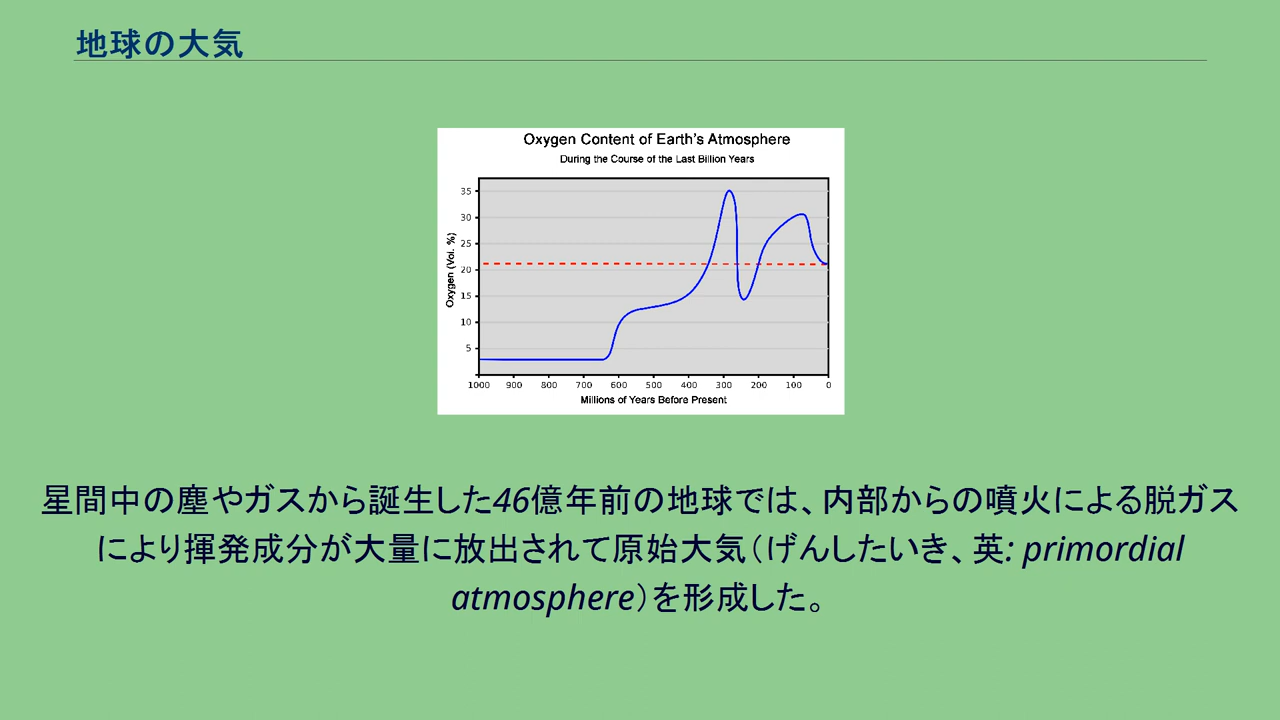 地球の大気
Oxygen Content of Earth's Atmosphere
During the Course of the Last Billion Years
Oxygen (Vol. %)
35
30
25
20
15
10
5
1000 900 800 700 600 500 400 300 200 100 0
Millions of Years Before Present
星間中の塵やガスから誕生した46億年前の地球では、内部からの噴火による脱ガス
により揮発成分が大量に放出されて原始大気（げんしたいき、英: primordial
atmosphere）を形成した。